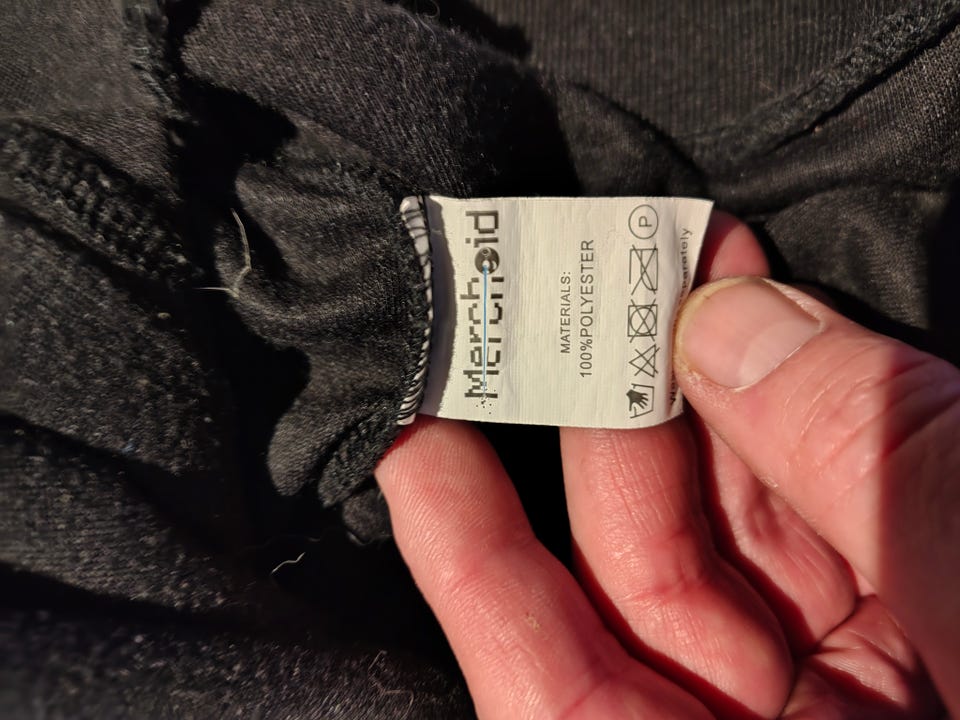 Merchoid
MATERIALS:
100%POLYESTER
P